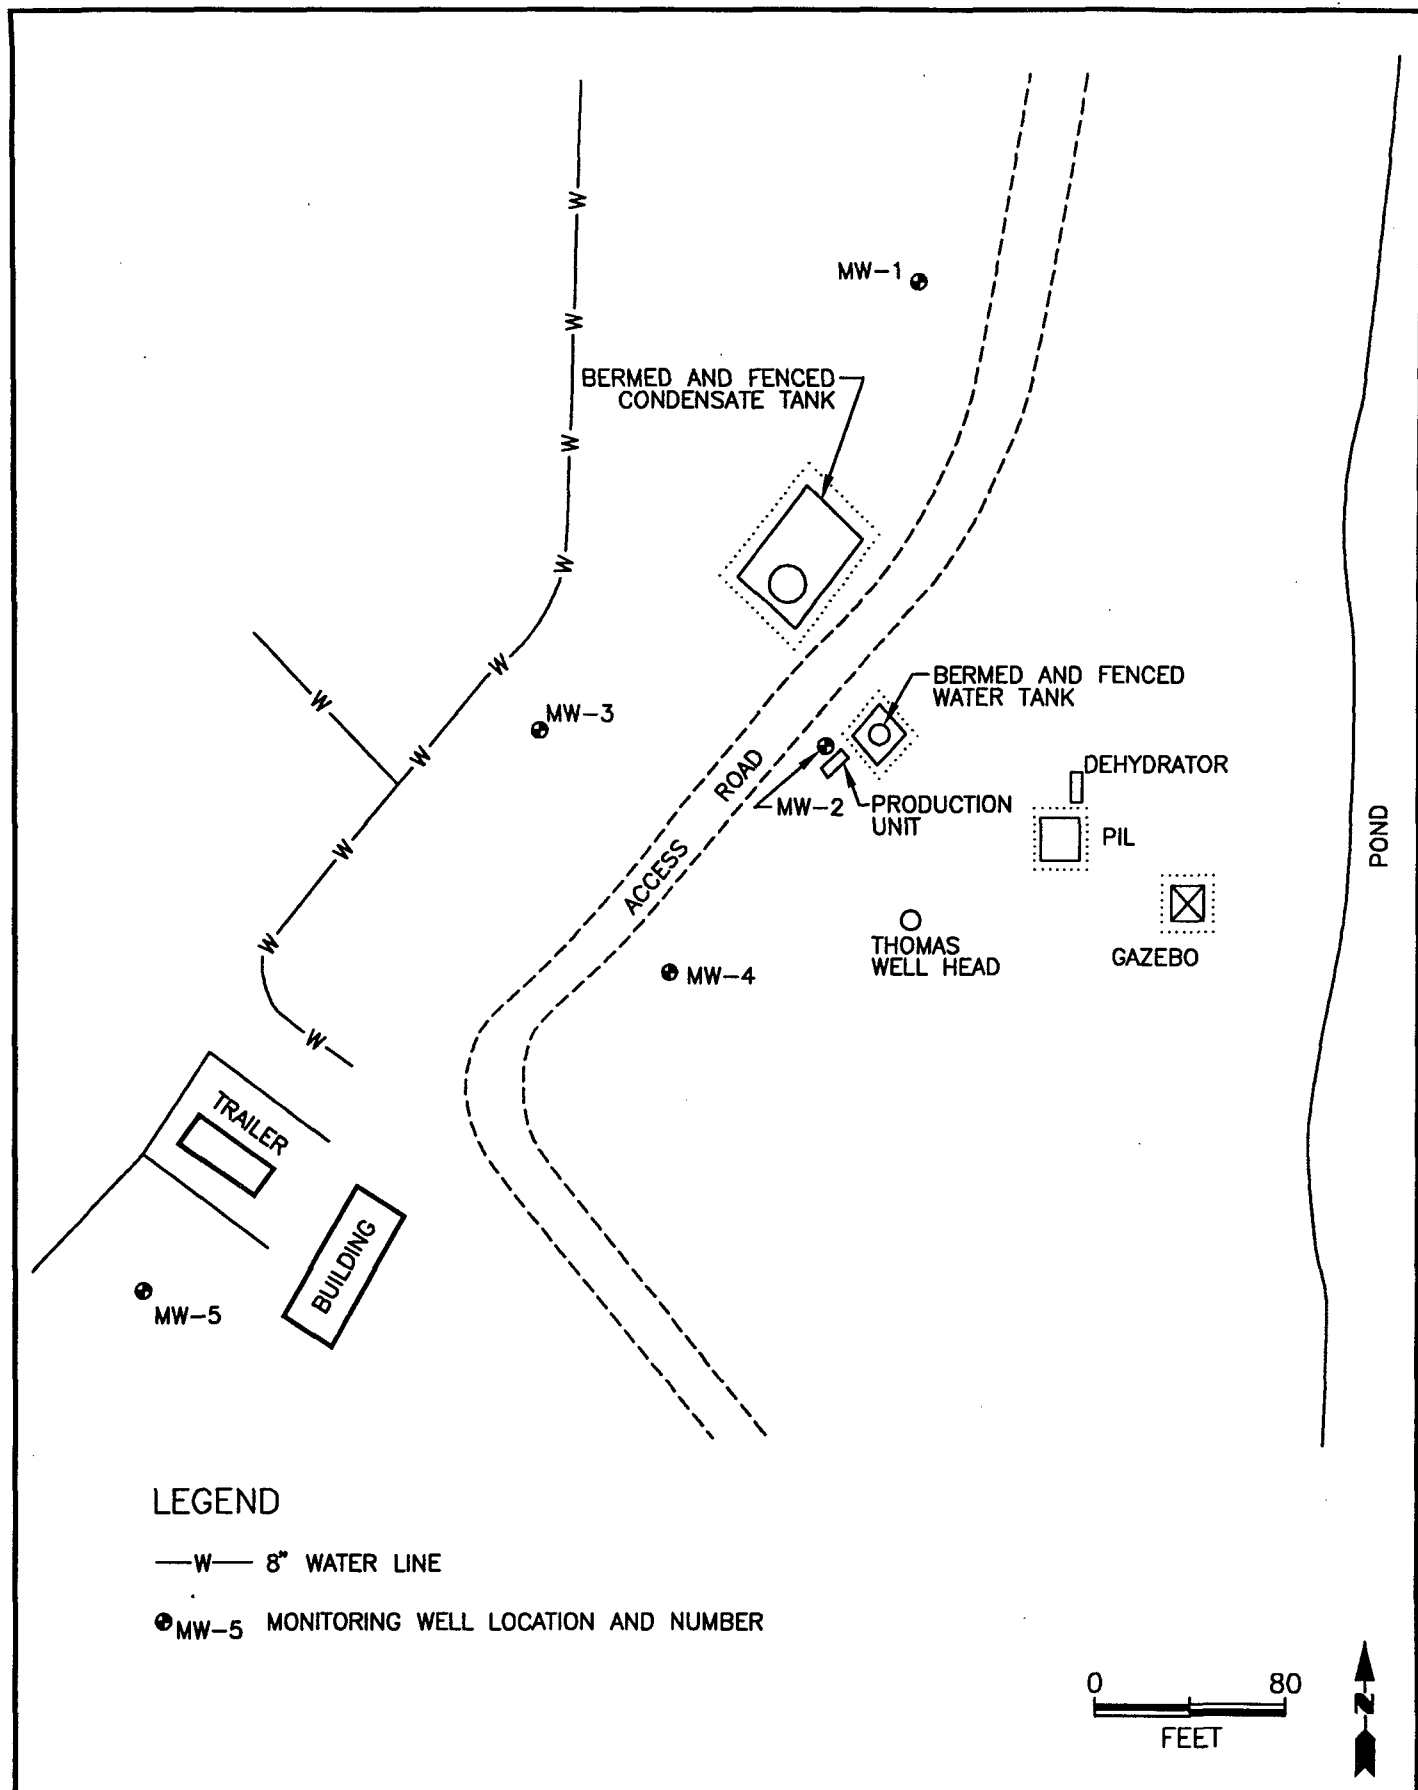 W
W
MW-1
W
BERMED AND FENCED
CONDENSATE TANK
W
W
W
BERMED AND FENCED
WATER TANK
W
MW-3
W
ROAD
DEHYDRATOR
MW-2
PRODUCTION
UNIT
PIL
POND
W
ACCESS
W
THOMAS
WELL HEAD
GAZEBO
MW-4
W
TRAILER
BUILDING
MW-5
LEGEND
W 8" WATER LINE
MW-5 MONITORING WELL LOCATION AND NUMBER
0 80
FEET
N